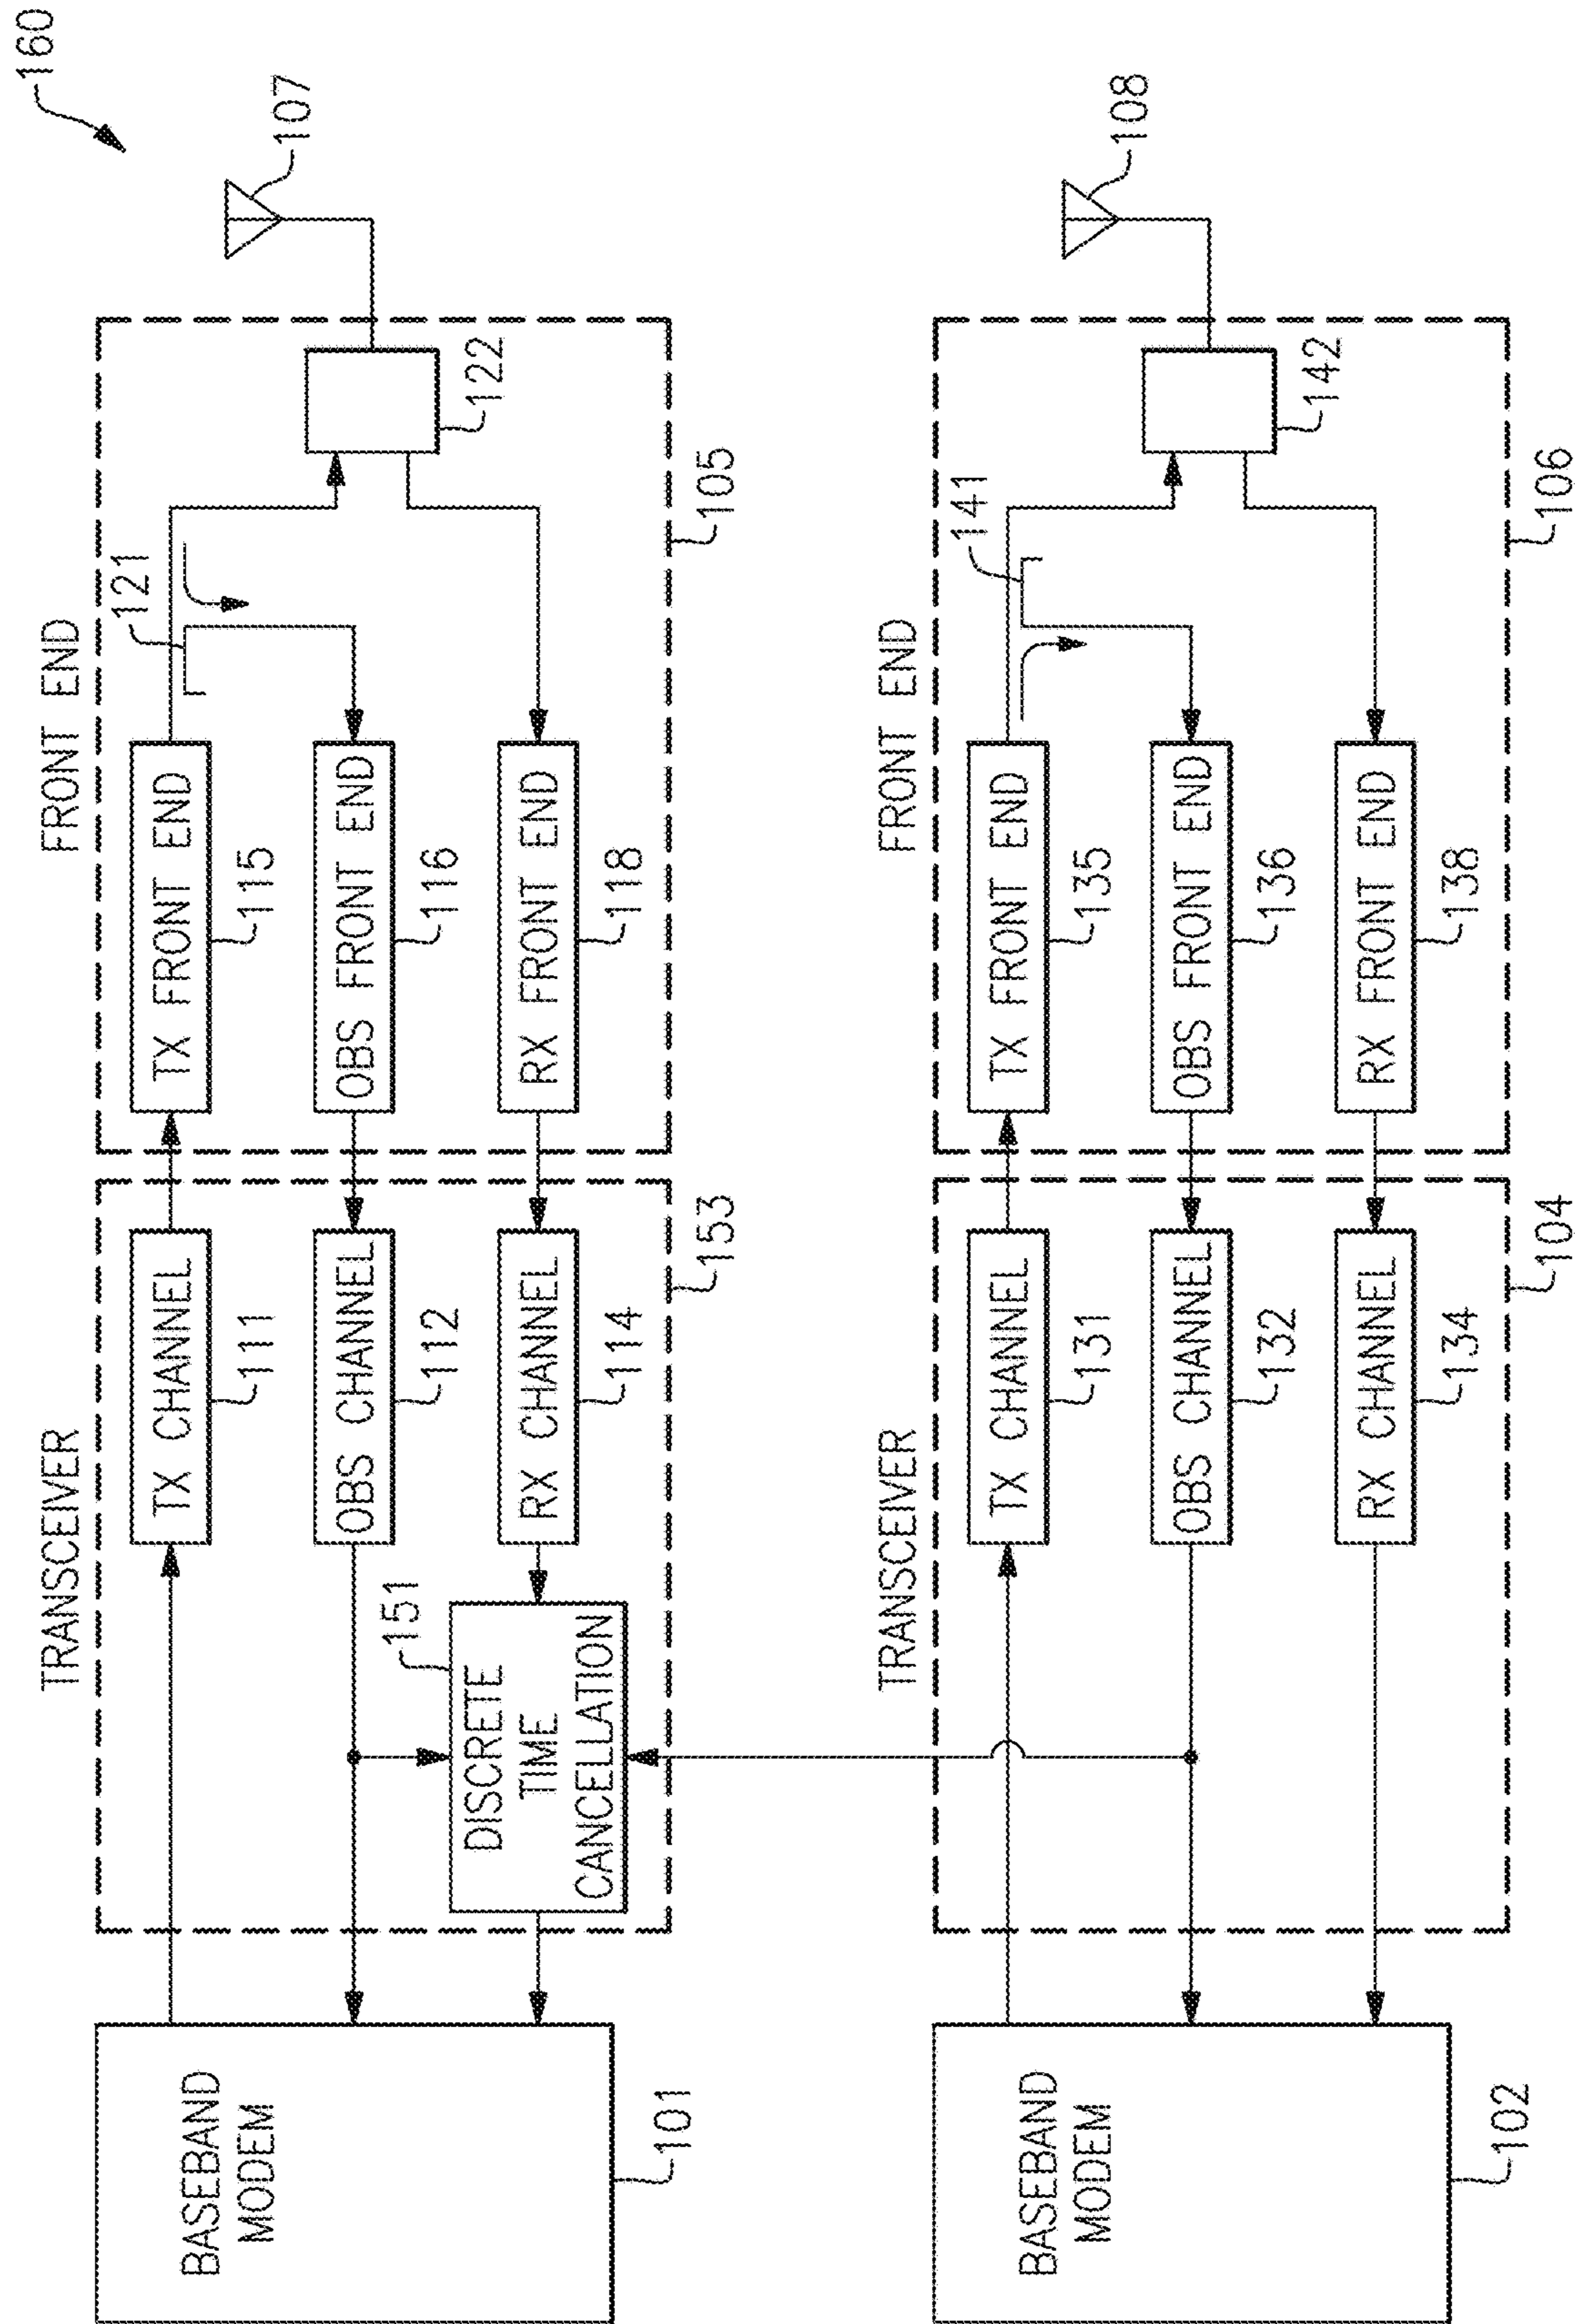 160
TRANSCEIVER
FRONT END
121
107
TX CHANNEL
TX FRONT END
111
115
151
OBS CHANNEL
OBS FRONT END
122
BASEBAND
MODEM
112
116
DISCRETE
TIME
CANCELLATION
RX CHANNEL
RX FRONT END
114
118
101
153
105
TRANSCEIVER
FRONT END
141
108
TX CHANNEL
TX FRONT END
131
135
OBS CHANNEL
OBS FRONT END
142
BASEBAND
MODEM
132
136
RX CHANNEL
RX FRONT END
134
138
102
104
106